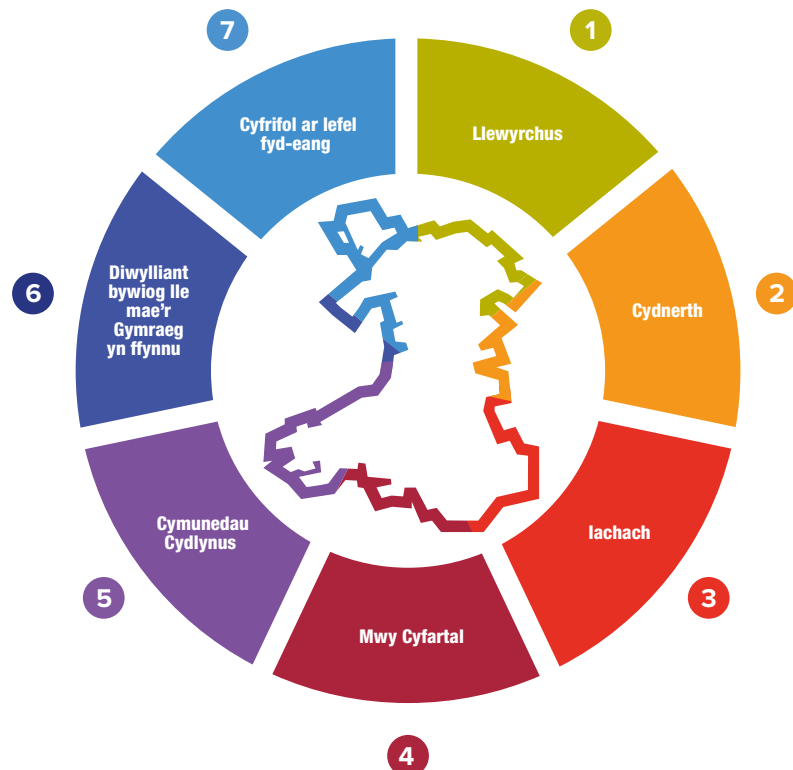 1
Llewyrchus
2
Cydnerth
3
Iachach
4
Mwy Cyfartal
5
Cymunedau
Cydlynus
6
Diwylliant
bywiog lle
mae'r
Gymraeg
yn ffynnu
7
Cyfrifol ar lefel
fyd-eang